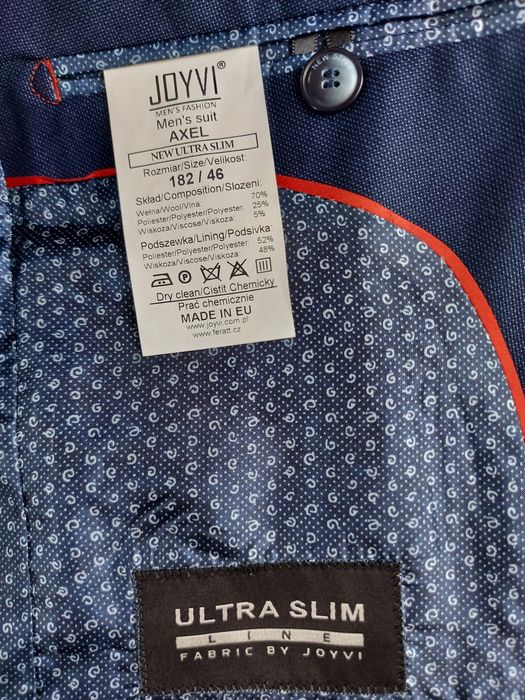 JOYVI®
MEN'S FASHION
Men's suit
AXEL
NEW ULTRA SLIM
Rozmiar/Size/Velikost:
182 / 46
Skład/Composition/Slozeni:
Wełna/Wool/Vlna: 70%
Poliester/Polyester/Polyester: 25%
Wiskoza/Viscose/Viskoza 5%
Podszewka/Lining/Podsivka:
Poliester/Polyester/Polyester: 52%
Wiskoza/Viscose/Viskoza 48%
P
Dry clean/Cistit Chemicky
Prać chemicznie
MADE IN EU
www.joyvi.com.pl
www.feratt.cz
NEW
ULTRA SLIM
LINE
FABRIC BY JOYVI